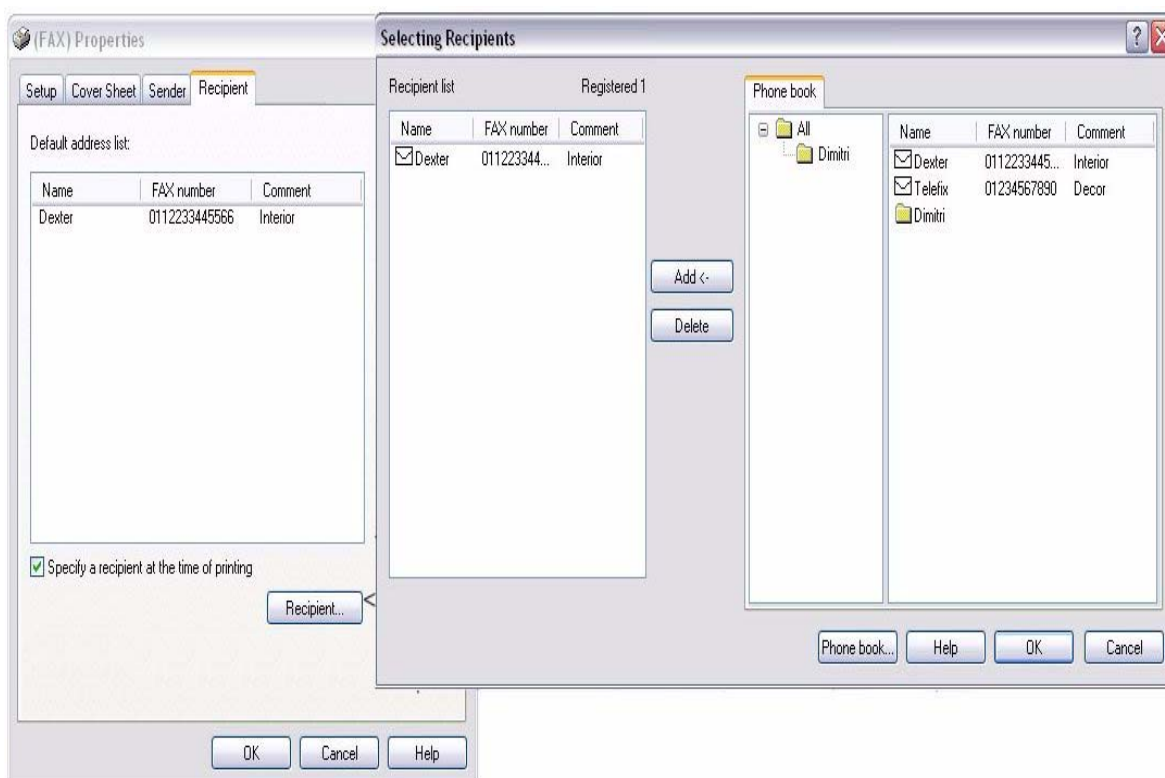 (FAX) Properties
Setup Cover Sheet Sender Recipient
Default address list:
Name FAX number Comment
Dexter 0112233445566 Interior
Specify a recipient at the time of printing
Recipient...
OK Cancel Help
Selecting Recipients
Recipient list Registered 1
Name FAX number Comment
Dexter 011223344... Interior
Add <-
Delete
Phone book
All
Dimitri
Name FAX number Comment
Dexter 0112233445... Interior
Telefix 01234567890 Decor
Dimitri
Phone book... Help OK Cancel